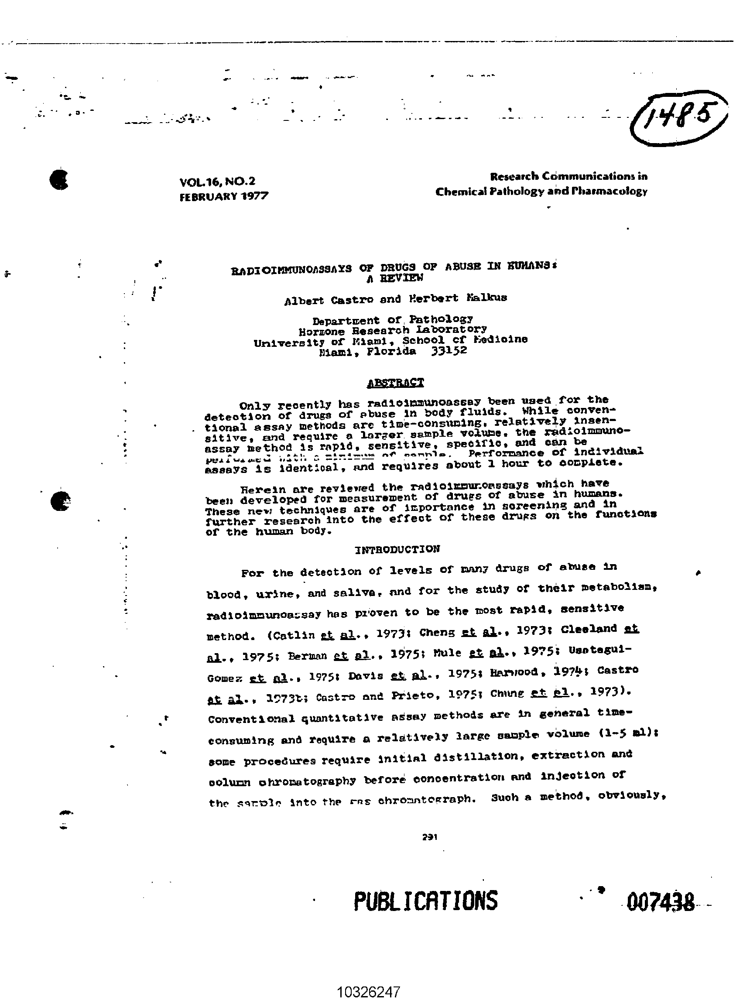 1485
VOL.16, NO.2
FEBRUARY 1977
Research Communications in
Chemical Pathology and Pharmacology
RADIOIMMUNOASSAYS OF DRUGS OF ABUSE IN HUMANS:
A REVIEW
Albert Castro and Herbert Malkus
Department of Pathology
Hormone Research Laboratory
University of Miami, School of Medicine
Miami, Florida 33152
ABSTRACT
Only recently has radioimmunoassay been used for the
detection of drugs of abuse in body fluids. While conven-
tional assay methods are time-consuming, relatively insen-
sitive, and require a larger sample volume, the radioimmuno-
assay method is rapid, sensitive, specific, and can be
performed with a minimum of sample. Performance of individual
assays is identical, and requires about 1 hour to complete.
Herein are reviewed the radioimmunoassays which have
been developed for measurement of drugs of abuse in humans.
These new techniques are of importance in screening and in
further research into the effect of these drugs on the functions
of the human body.
INTRODUCTION
For the detection of levels of many drugs of abuse in
blood, urine, and saliva, and for the study of their metabolism,
radioimmunoassay has proven to be the most rapid, sensitive
method. (Catlin et al., 1973; Cheng et al., 1973; Cleeland et
al., 1975; Berman et al., 1975; Mule et al., 1975; Usategui-
Gomez et al., 1975; Davis et al., 1975; Harwood, 1974; Castro
et al., 1973b; Castro and Prieto, 1975; Chung et al., 1973).
Conventional quantitative assay methods are in general time-
consuming and require a relatively large sample volume (1-5 ml);
some procedures require initial distillation, extraction and
column chromatography before concentration and injection of
the sample into the gas chromatograph. Such a method, obviously,
291
PUBLICATIONS
007438
10326247